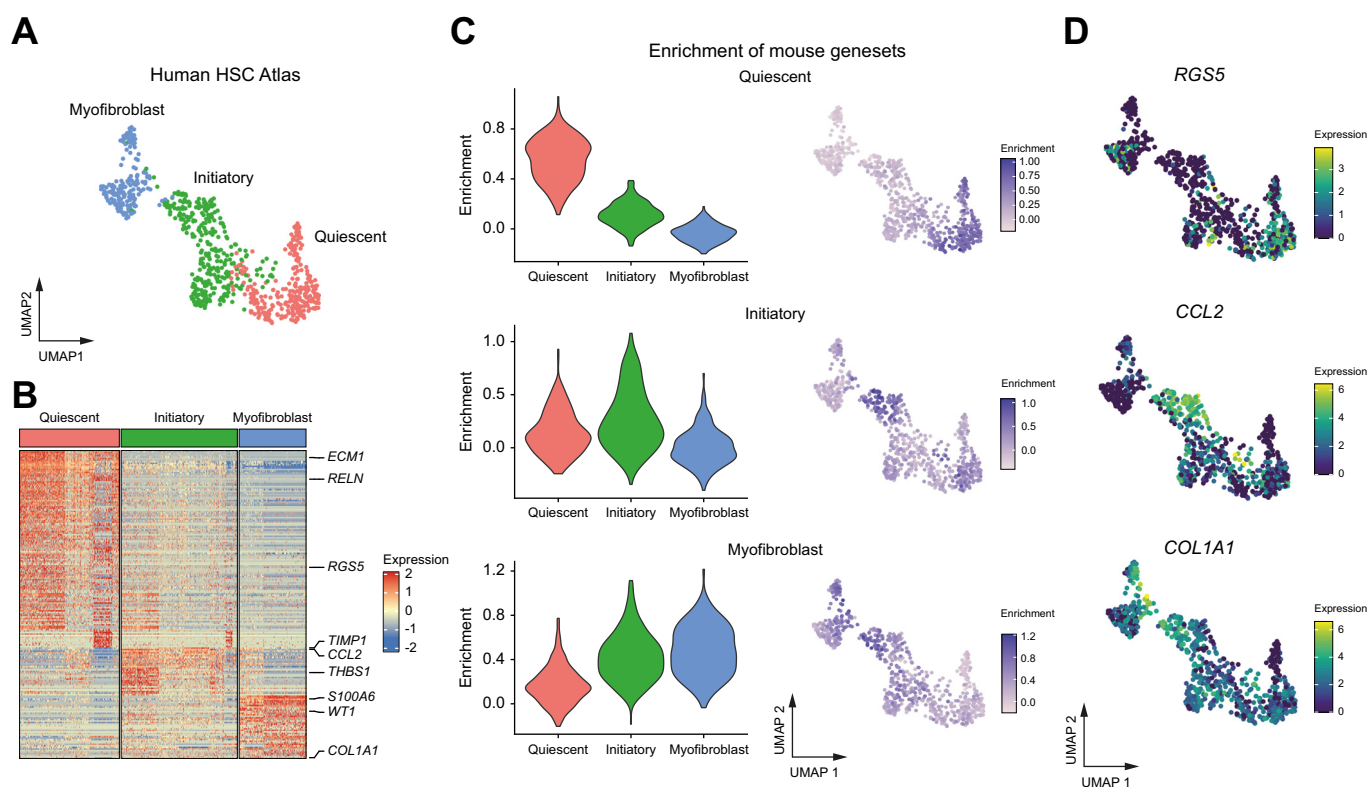 A
Human HSC Atlas
Myofibroblast
Initiatory
Quiescent
UMAP2
UMAP1
B
Quiescent
Initiatory
Myofibroblast
ECM1
RELN
RGS5
TIMP1
CCL2
THBS1
S100A6
WT1
COL1A1
Expression
2
1
0
-1
-2
C
Enrichment of mouse genesets
Quiescent
Enrichment
0.8
0.4
0.0
Quiescent
Initiatory
Myofibroblast
Enrichment
1.00
0.75
0.50
0.25
0.00
Initiatory
Enrichment
1.0
0.5
0.0
Quiescent
Initiatory
Myofibroblast
Enrichment
1.0
0.5
0.0
Myofibroblast
Enrichment
1.2
0.8
0.4
0.0
Quiescent
Initiatory
Myofibroblast
Enrichment
1.2
0.8
0.4
0.0
UMAP 2
UMAP 1
D
RGS5
Expression
3
2
1
0
CCL2
Expression
6
4
2
0
COL1A1
Expression
6
4
2
0
UMAP 2
UMAP 1